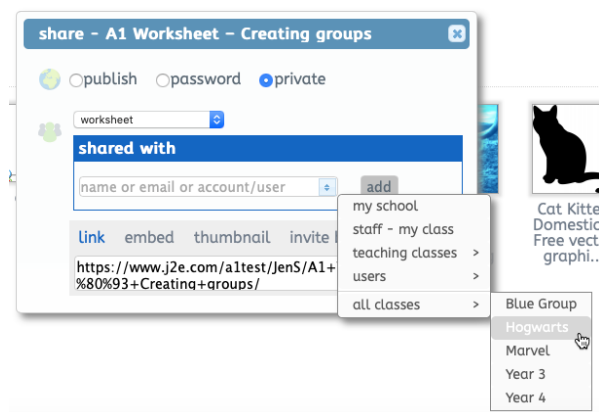 share - A1 Worksheet – Creating groups
publish password private
worksheet
shared with
name or email or account/user add
my school
staff - my class
teaching classes >
users >
all classes >
link embed thumbnail invite
https://www.j2e.com/a1test/JenS/A1+
%80%93+Creating+groups/
Blue Group
Hogwarts
Marvel
Year 3
Year 4
Cat Kitte
Domestic
Free vect
graphi...